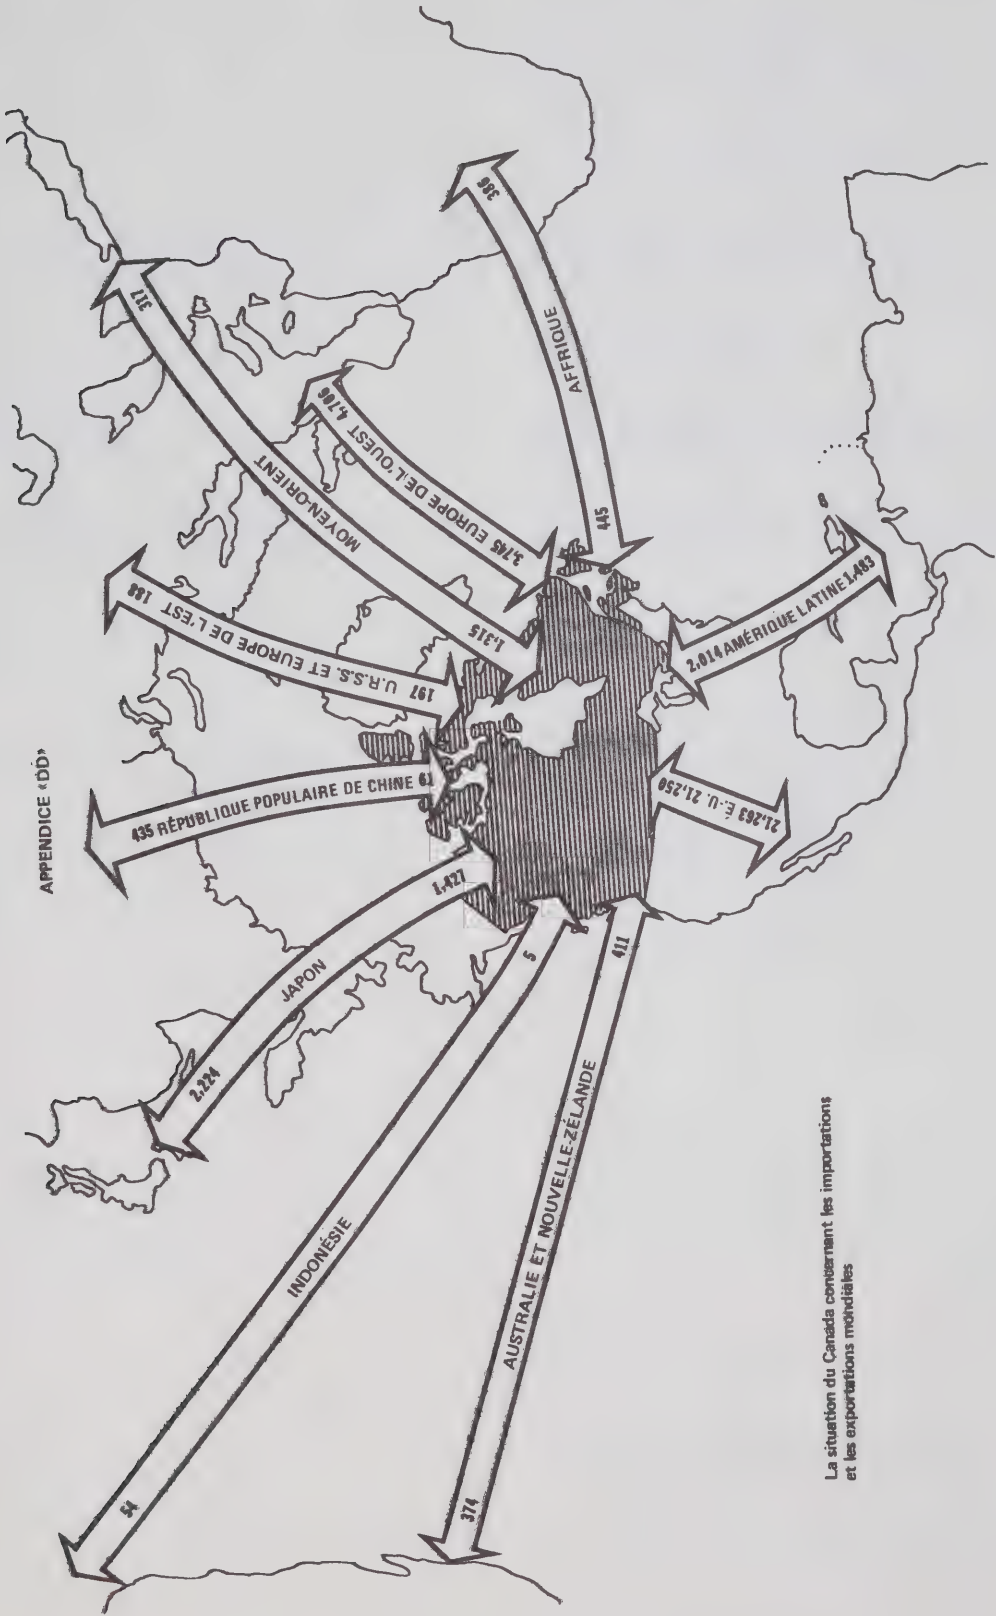 APPENDICE «DD»
435 RÉPUBLIQUE POPULAIRE DE CHINE 61
188 U.R.S.S. ET EUROPE DE L'EST 197
317 MOYEN-ORIENT 1,315
4,706 EUROPE DE L'OUEST 3,745
386 AFFRIQUE 445
2,224 JAPON 1,427
54 INDONÉSIE 5
374 AUSTRALIE ET NOUVELLE-ZÉLANDE 411
21,263 É.-U. 21,250
2,014 AMÉRIQUE LATINE 1,483
La situation du Canada concernant les importations
et les exportations mondiales